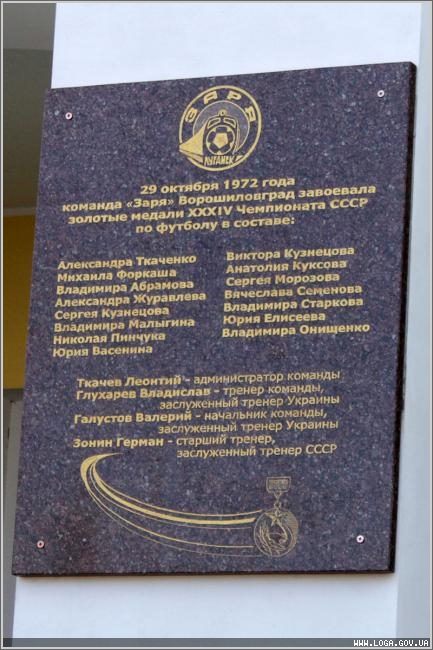 ЗАРЯ
ЛУГАНСК
29 октября 1972 года
команда «Заря» Ворошиловград завоевала
золотые медали XXXIV Чемпионата СССР
по футболу в составе:
Александра Ткаченко
Михаила Форкаша
Владимира Абрамова
Александра Журавлева
Сергея Кузнецова
Владимира Малыгина
Николая Пинчука
Юрия Васенина
Виктора Кузнецова
Анатолия Куксова
Сергея Морозова
Вячеслава Семенова
Владимира Старкова
Юрия Елисеева
Владимира Онищенко
Ткачев Леонтий - администратор команды
Глухарев Владислав - тренер команды,
заслуженный тренер Украины
Галустов Валерий - начальник команды,
заслуженный тренер Украины
Зонин Герман - старший тренер,
заслуженный тренер СССР
WWW.LOGA.GOV.UA